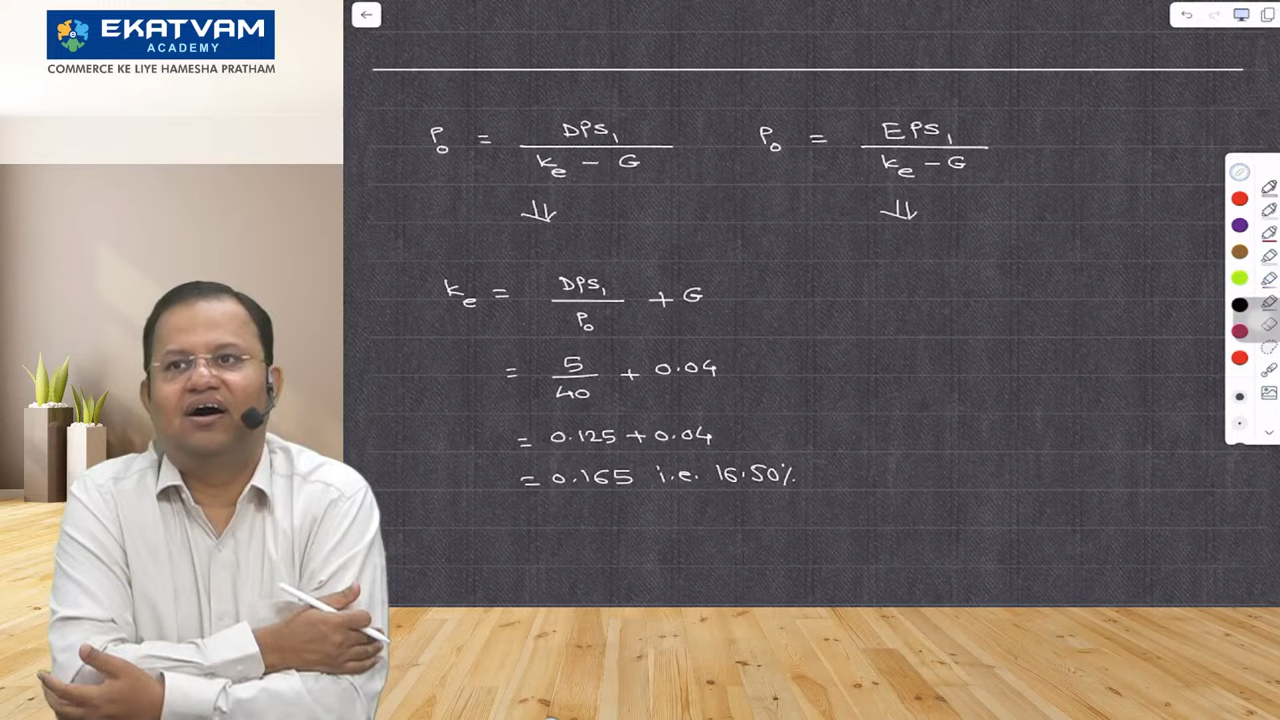 EKATVAM
ACADEMY
COMMERCE KE LIYE HAMESHA PRATHAM
P₀ = DPS₁ / (ke − G)    P₀ = EPS₁ / (ke − G)
ke = DPS₁ / P₀ + G
= 5 / 40 + 0.04
= 0.125 + 0.04
= 0.165 i.e. 16.50%